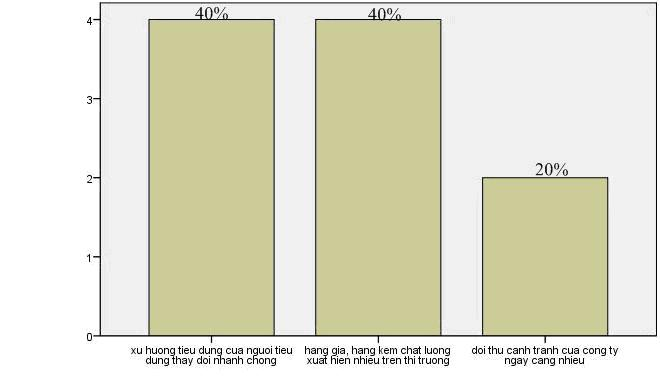 40%
40%
20%
4
3
2
1
0
xu huong tieu dung cua nguoi tieu
dung thay doi nhanh chong
hang gia, hang kem chat luong
xuat hien nhieu tren thi truong
doi thu canh tranh cua cong ty
ngay cang nhieu